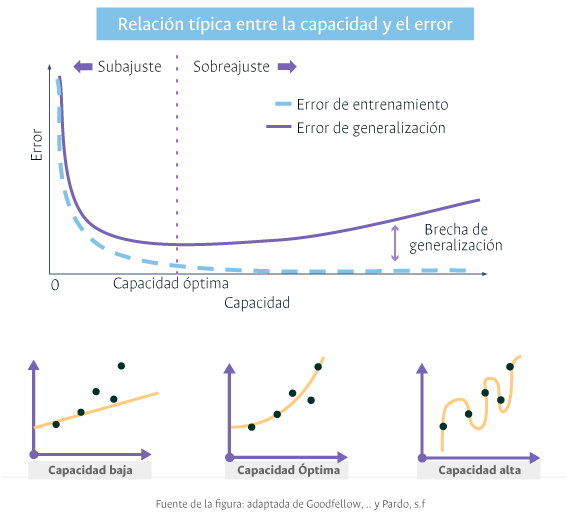 Relación típica entre la capacidad y el error
Subajuste
Sobreajuste
Error de entrenamiento
Error de generalización
Error
Brecha de
generalización
0
Capacidad óptima
Capacidad
Capacidad baja
Capacidad Óptima
Capacidad alta
Fuente de la figura: adaptada de Goodfellow, .. y Pardo, s.f